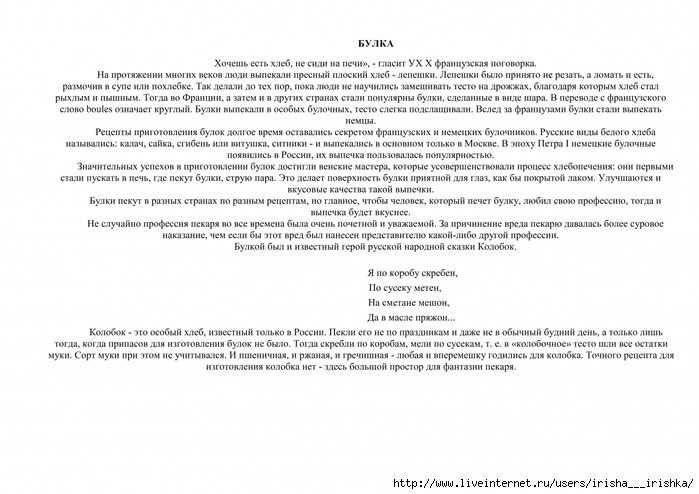 БУЛКА
Хочешь есть хлеб, не сиди на печи», - гласит УХ Х французская поговорка.
На протяжении многих веков люди выпекали пресный плоский хлеб - лепешки. Лепешки было принято не резать, а ломать и есть,
размочив в супе или похлебке. Так делали до тех пор, пока люди не научились замешивать тесто на дрожжах, благодаря которым хлеб стал
рыхлым и пышным. Тогда во Франции, а затем и в других странах стали популярны булки, сделанные в виде шара. В переводе с французского
слово boules означает круглый. Булки выпекали в особых булочных, тесто слегка подслащивали. Вслед за французами булки стали выпекать
немцы.
Рецепты приготовления булок долгое время оставались секретом французских и немецких булочников. Русские виды белого хлеба
назывались: калач, сайка, сгибень или витушка, ситники - и выпекались в основном только в Москве. В эпоху Петра I немецкие булочные
появились в России, их выпечка пользовалась популярностью.
Значительных успехов в приготовлении булок достигли венские мастера, которые усовершенствовали процесс хлебопечения: они первыми
стали пускать в печь, где пекут булки, струю пара. Это делает поверхность булки приятной для глаз, как бы покрытой лаком. Улучшаются и
вкусовые качества такой выпечки.
Булки пекут в разных странах по разным рецептам, но главное, чтобы человек, который печет булку, любил свою профессию, тогда и
выпечка будет вкуснее.
Не случайно профессия пекаря во все времена была очень почетной и уважаемой. За причинение вреда пекарю давалась более суровое
наказание, чем если бы этот вред был нанесен представителю какой-либо другой профессии.
Булкой был и известный герой русской народной сказки Колобок.
Я по коробу скребен,
По сусеку метен,
На сметане мешон,
Да в масле пряжон...
Колобок - это особый хлеб, известный только в России. Пекли его не по праздникам и даже не в обычный будний день, а только лишь
тогда, когда припасов для изготовления булок не было. Тогда скребли по коробам, мели по сусекам, т. е. в «колобочное» тесто шли все остатки
муки. Сорт муки при этом не учитывался. И пшеничная, и ржаная, и гречишная - любая и вперемешку годились для колобка. Точного рецепта для
изготовления колобка нет - здесь большой простор для фантазии пекаря.
http://www.liveinternet.ru/users/irisha___irishka/